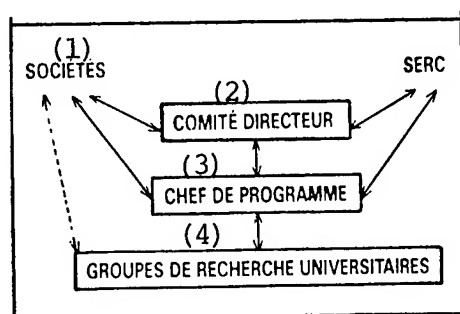 (1)
SOCIÉTÉS
SERC
(2)
COMITÉ DIRECTEUR
(3)
CHEF DE PROGRAMME
(4)
GROUPES DE RECHERCHE UNIVERSITAIRES